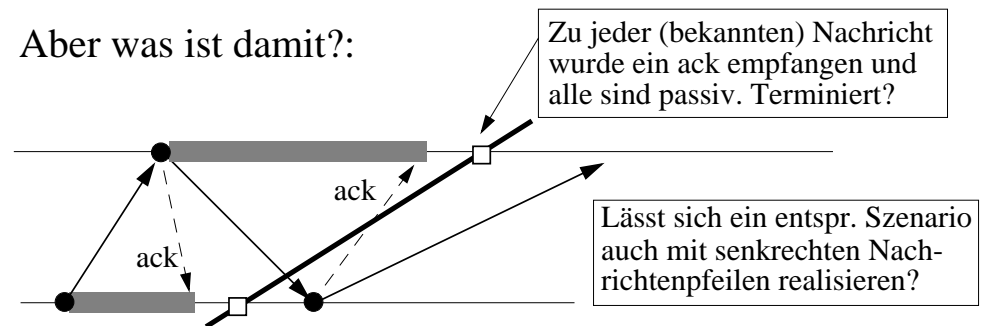 Aber was ist damit?:
Zu jeder (bekannten) Nachricht
wurde ein ack empfangen und
alle sind passiv. Terminiert?
ack
ack
Lässt sich ein entspr. Szenario
auch mit senkrechten Nach-
richtenpfeilen realisieren?